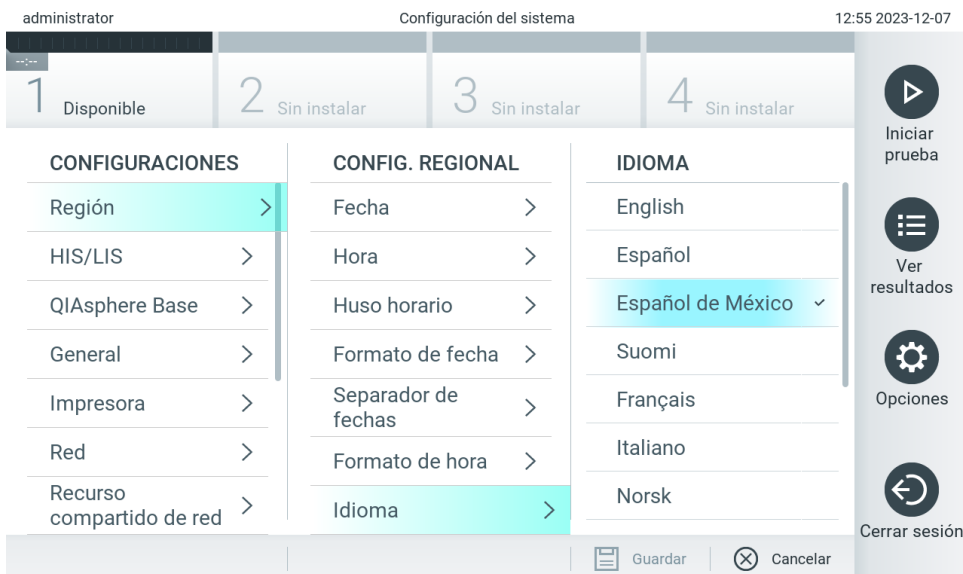 administrator
Configuración del sistema
12:55 2023-12-07
--:--
1 Disponible
2 Sin instalar
3 Sin instalar
4 Sin instalar
CONFIGURACIONES
Región
HIS/LIS
QIAsphere Base
General
Impresora
Red
Recurso
compartido de red
CONFIG. REGIONAL
Fecha
Hora
Huso horario
Formato de fecha
Separador de
fechas
Formato de hora
Idioma
IDIOMA
English
Español
Español de México
Suomi
Français
Italiano
Norsk
Iniciar
prueba
Ver
resultados
Opciones
Cerrar sesión
Guardar
Cancelar